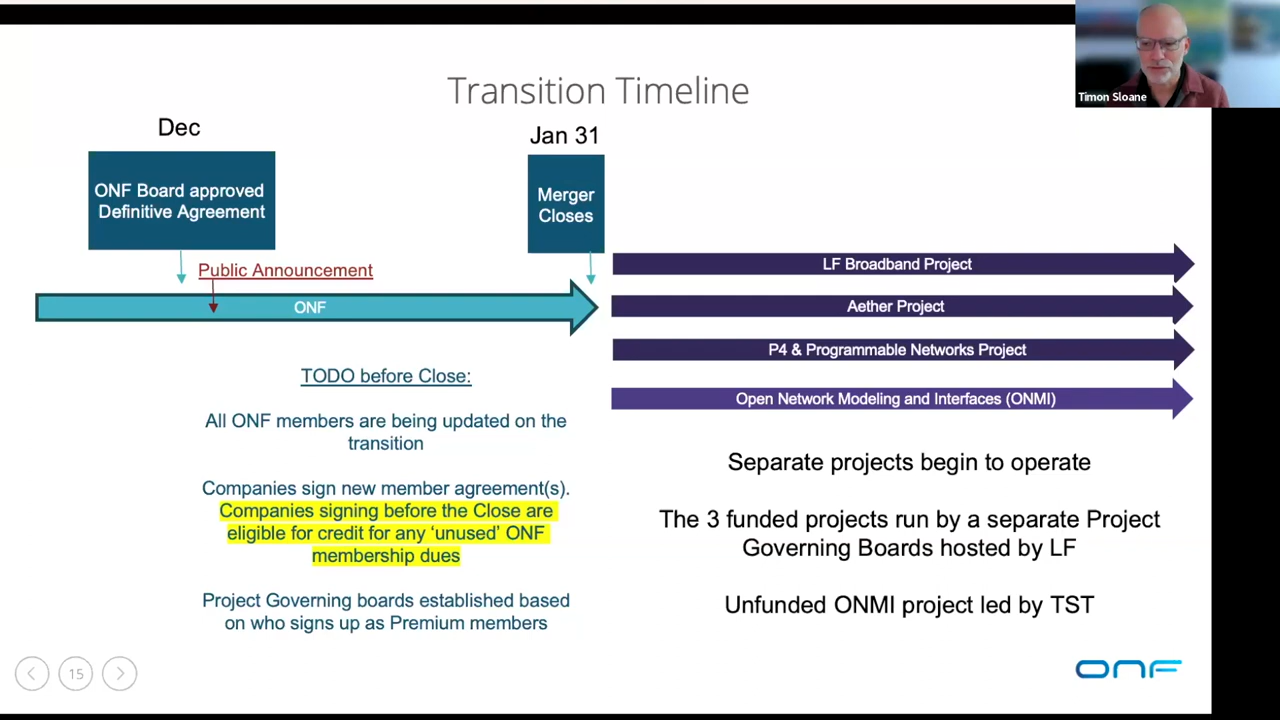 Transition Timeline
Timon Sloane
Dec
Jan 31
ONF Board approved
Definitive Agreement
Merger
Closes
Public Announcement
ONF
LF Broadband Project
Aether Project
P4 & Programmable Networks Project
Open Network Modeling and Interfaces (ONMI)
TODO before Close:
All ONF members are being updated on the
transition
Companies sign new member agreement(s).
Companies signing before the Close are
eligible for credit for any ‘unused’ ONF
membership dues
Project Governing boards established based
on who signs up as Premium members
Separate projects begin to operate
The 3 funded projects run by a separate Project
Governing Boards hosted by LF
Unfunded ONMI project led by TST
15
ONF